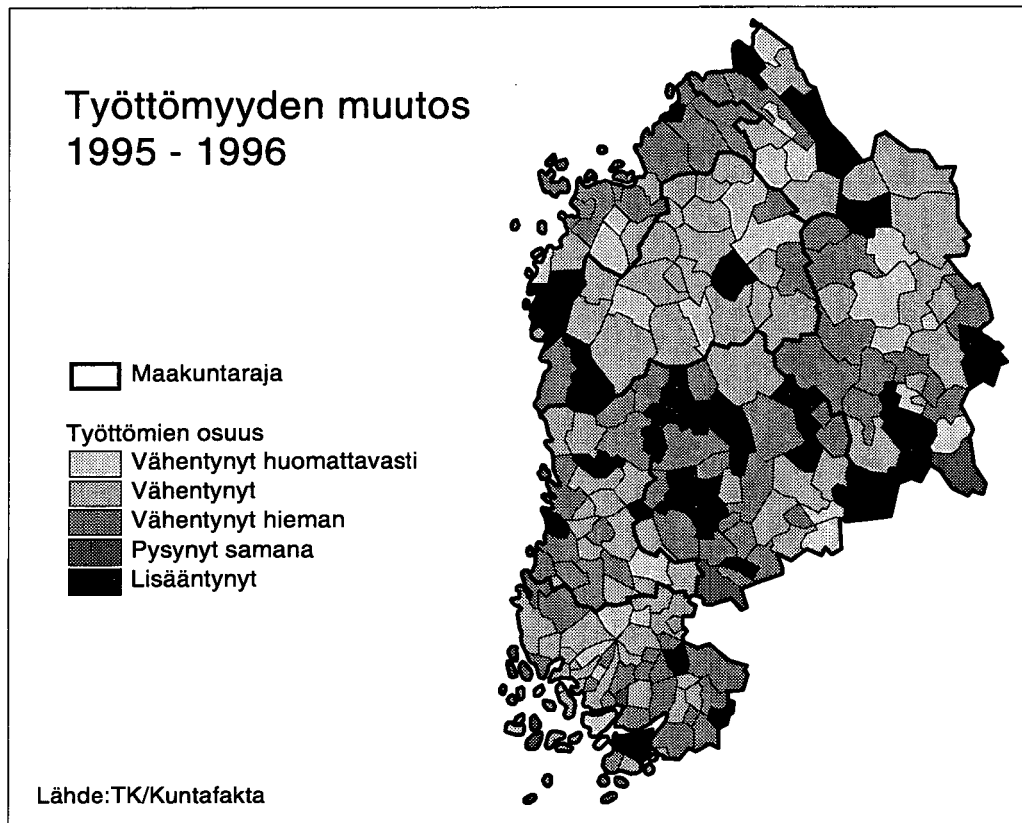 Työttömyyden muutos
1995 - 1996
Maakuntaraja
Työttömien osuus
Vähentynyt huomattavasti
Vähentynyt
Vähentynyt hieman
Pysynyt samana
Lisääntynyt
Lähde:TK/Kuntafakta